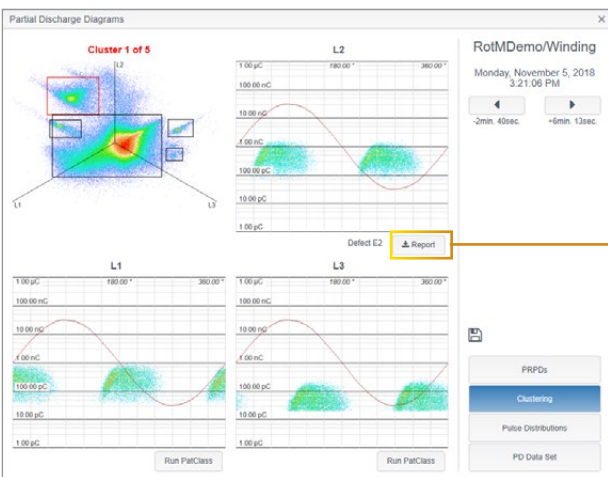 Partial Discharge Diagrams
×
Cluster 1 of 5
L2
L1
L3
L2
1.00 µC 180.00 ° 360.00 °
100.00 nC
10.00 nC
1.00 nC
100.00 pC
10.00 pC
1.00 pC
Defect E2
Report
L1
1.00 µC 180.00 ° 360.00 °
100.00 nC
10.00 nC
1.00 nC
100.00 pC
10.00 pC
1.00 pC
Run PatClass
L3
1.00 µC 180.00 ° 360.00 °
100.00 nC
10.00 nC
1.00 nC
100.00 pC
10.00 pC
1.00 pC
Run PatClass
RotMDemo/Winding
Monday, November 5, 2018
3:21:06 PM
-2min. 40sec. +6min. 13sec.
PRPDs
Clustering
Pulse Distributions
PD Data Set